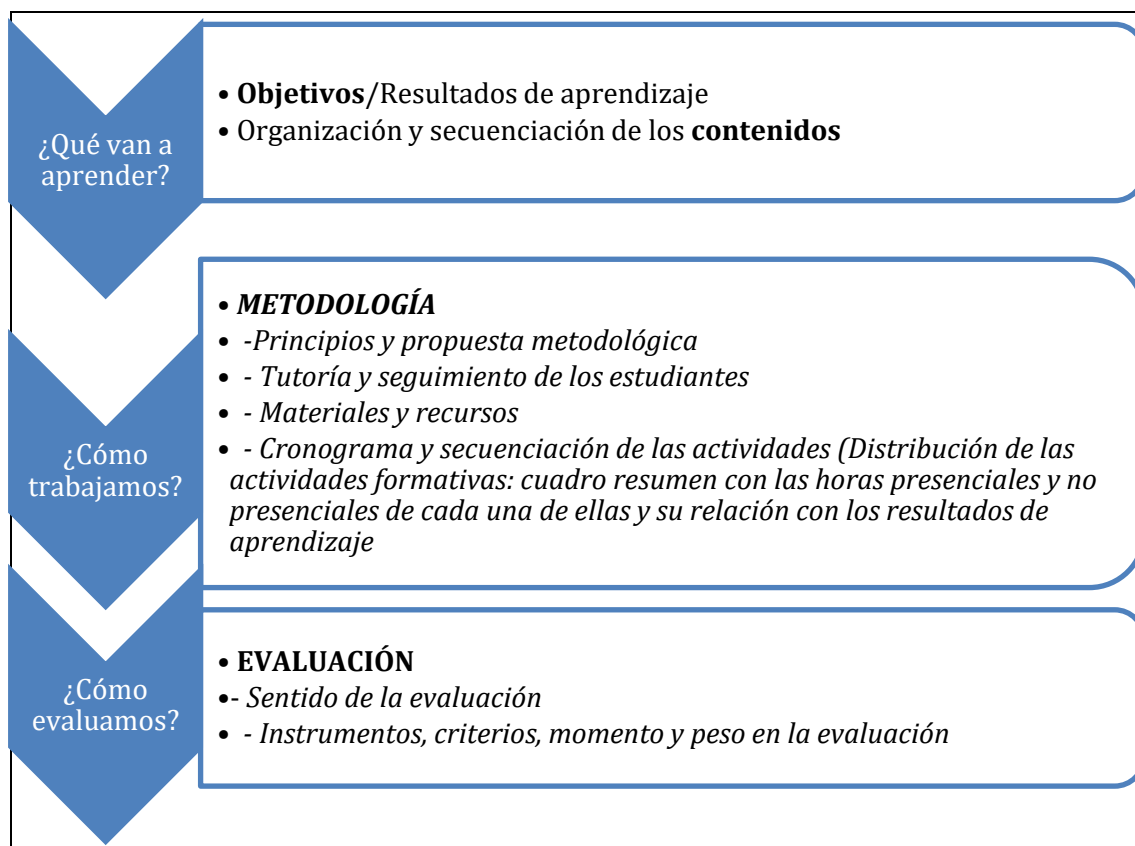 ¿Qué van a
aprender?
• Objetivos/Resultados de aprendizaje
• Organización y secuenciación de los contenidos
¿Cómo
trabajamos?
• METODOLOGÍA
• -Principios y propuesta metodológica
• - Tutoría y seguimiento de los estudiantes
• - Materiales y recursos
• - Cronograma y secuenciación de las actividades (Distribución de las
actividades formativas: cuadro resumen con las horas presenciales y no
presenciales de cada una de ellas y su relación con los resultados de
aprendizaje
¿Cómo
evaluamos?
• EVALUACIÓN
•- Sentido de la evaluación
• - Instrumentos, criterios, momento y peso en la evaluación